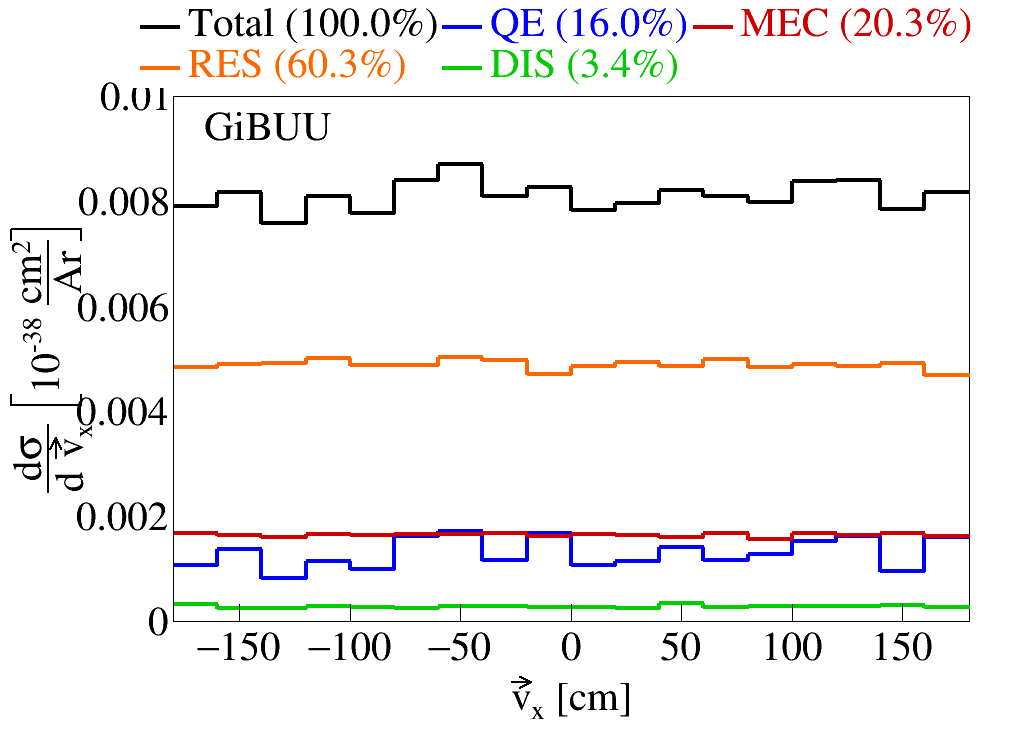 Total (100.0%) QE (16.0%) MEC (20.3%)
RES (60.3%) DIS (3.4%)
0.01
GiBUU
0.008
0.006
0.004
0.002
0
dσ/d v⃗x [10-38 cm2/Ar]
−150 −100 −50 0 50 100 150
v⃗x [cm]